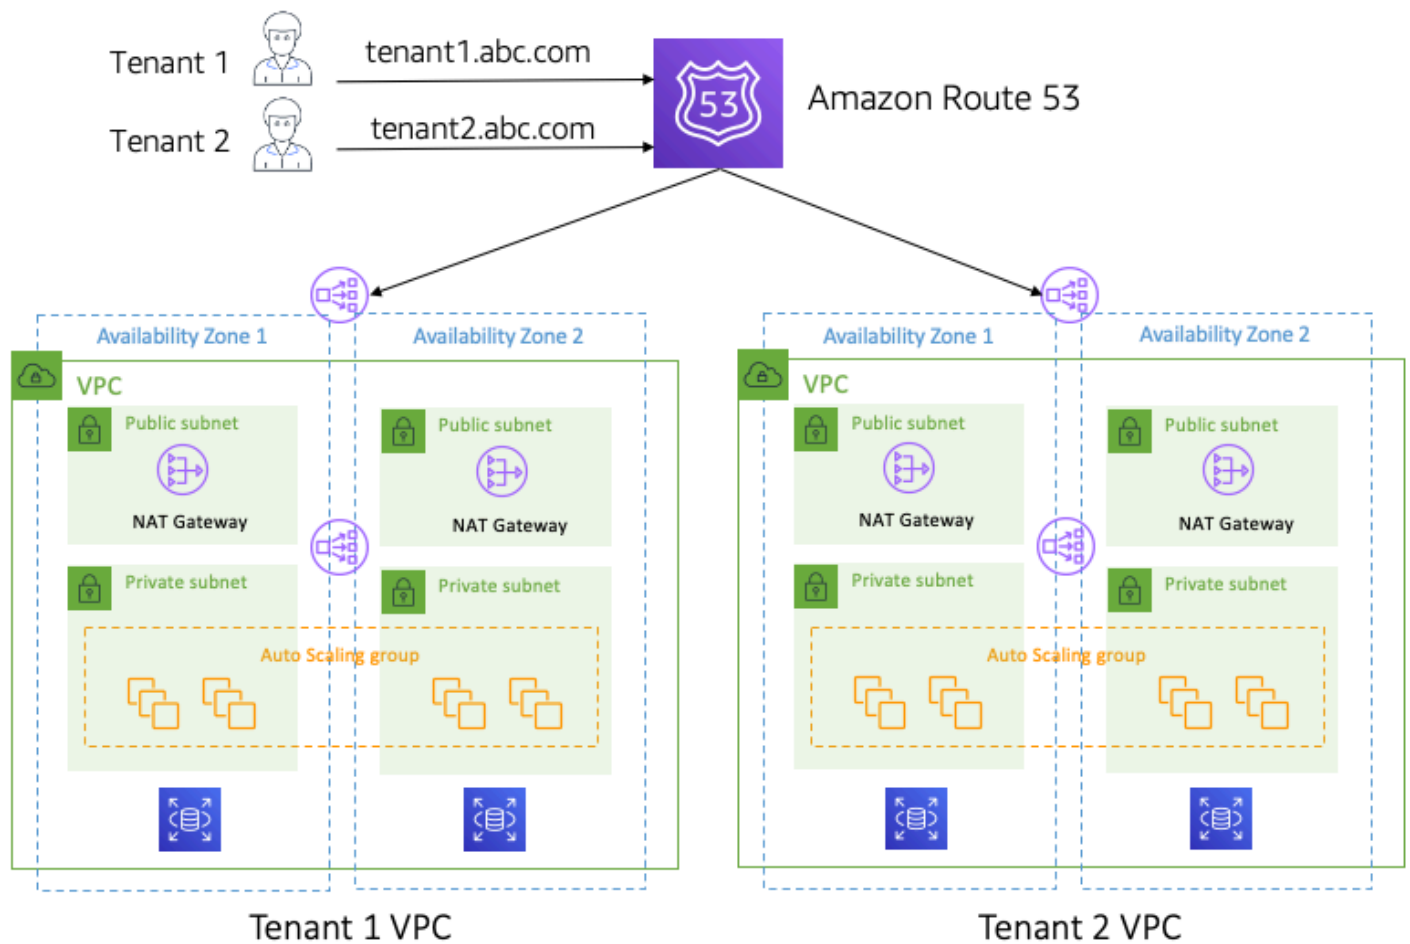 Tenant 1
tenant1.abc.com
Tenant 2
tenant2.abc.com
53
Amazon Route 53
Availability Zone 1
Availability Zone 2
VPC
Public subnet
Public subnet
NAT Gateway
NAT Gateway
Private subnet
Private subnet
Auto Scaling group
Tenant 1 VPC
Availability Zone 1
Availability Zone 2
VPC
Public subnet
Public subnet
NAT Gateway
NAT Gateway
Private subnet
Private subnet
Auto Scaling group
Tenant 2 VPC